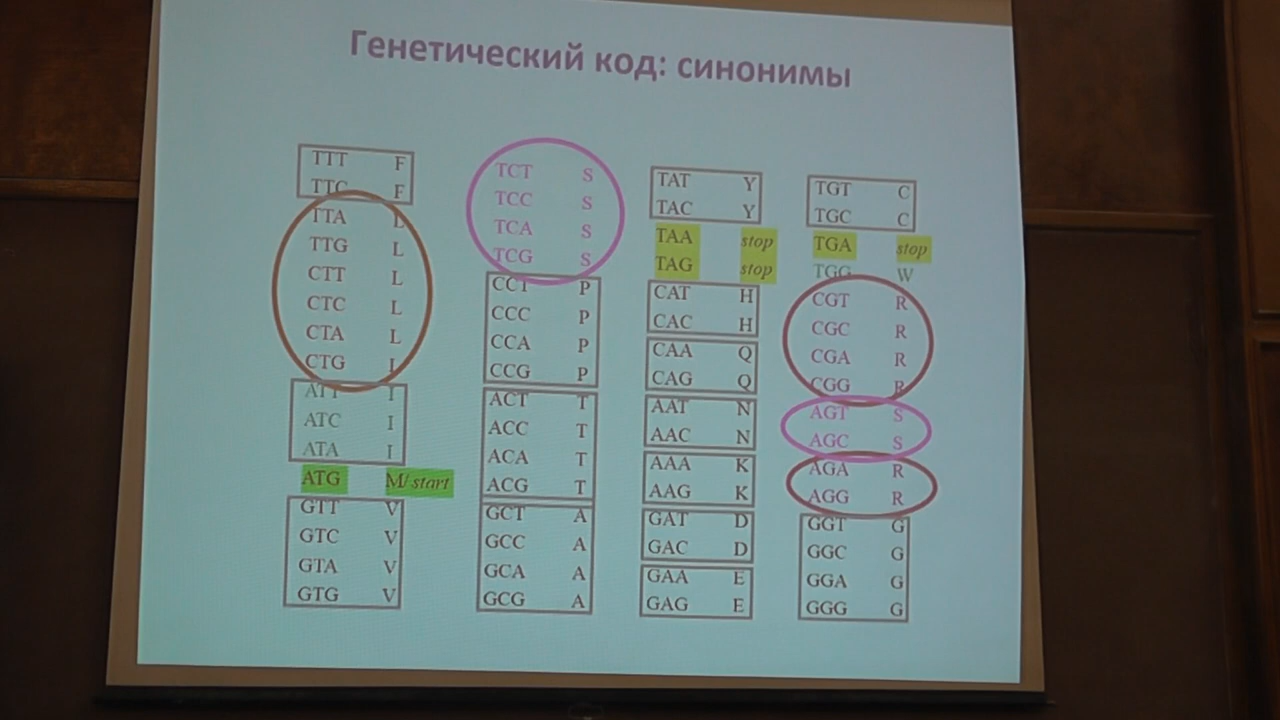 Генетический код: синонимы
TTT F
TTC F
TTA L
TTG L
CTT L
CTC L
CTA L
CTG L
ATT I
ATC I
ATA I
ATG M/ start
GTT V
GTC V
GTA V
GTG V
TCT S
TCC S
TCA S
TCG S
CCT P
CCC P
CCA P
CCG P
ACT T
ACC T
ACA T
ACG T
GCT A
GCC A
GCA A
GCG A
TAT Y
TAC Y
TAA stop
TAG stop
CAT H
CAC H
CAA Q
CAG Q
AAT N
AAC N
AAA K
AAG K
GAT D
GAC D
GAA E
GAG E
TGT C
TGC C
TGA stop
TGG W
CGT R
CGC R
CGA R
CGG R
AGT S
AGC S
AGA R
AGG R
GGT G
GGC G
GGA G
GGG G